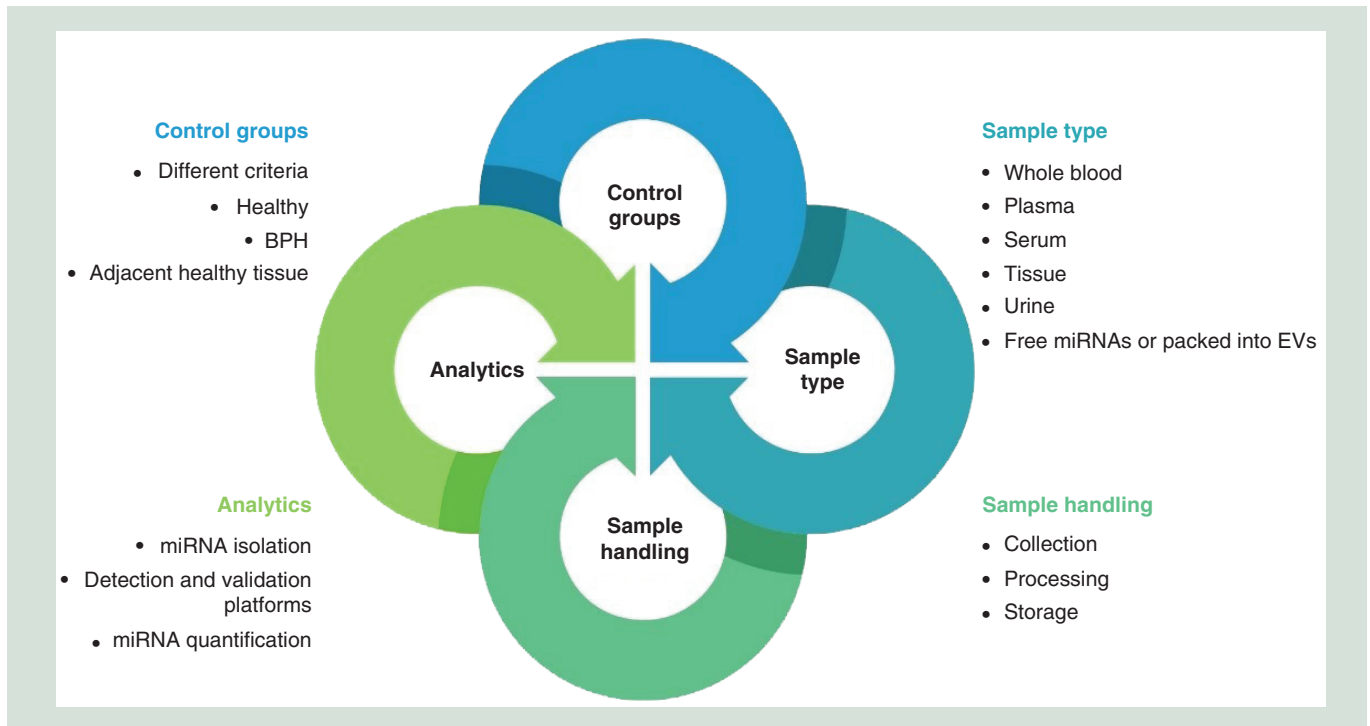 Control groups
• Different criteria
• Healthy
• BPH
• Adjacent healthy tissue
Control
groups
Sample type
• Whole blood
• Plasma
• Serum
• Tissue
• Urine
• Free miRNAs or packed into EVs
Analytics
Sample
type
Analytics
• miRNA isolation
• Detection and validation
platforms
• miRNA quantification
Sample
handling
Sample handling
• Collection
• Processing
• Storage